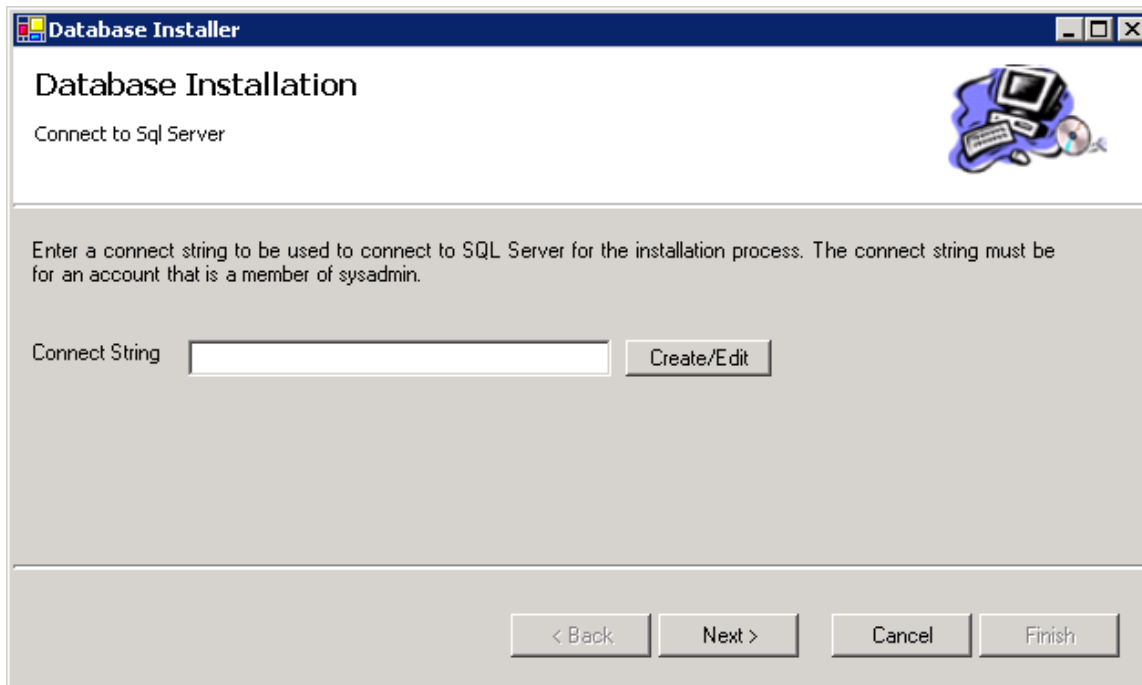 Database Installer
Database Installation
Connect to Sql Server
Enter a connect string to be used to connect to SQL Server for the installation process. The connect string must be
for an account that is a member of sysadmin.
Connect String
Create/Edit
< Back
Next >
Cancel
Finish